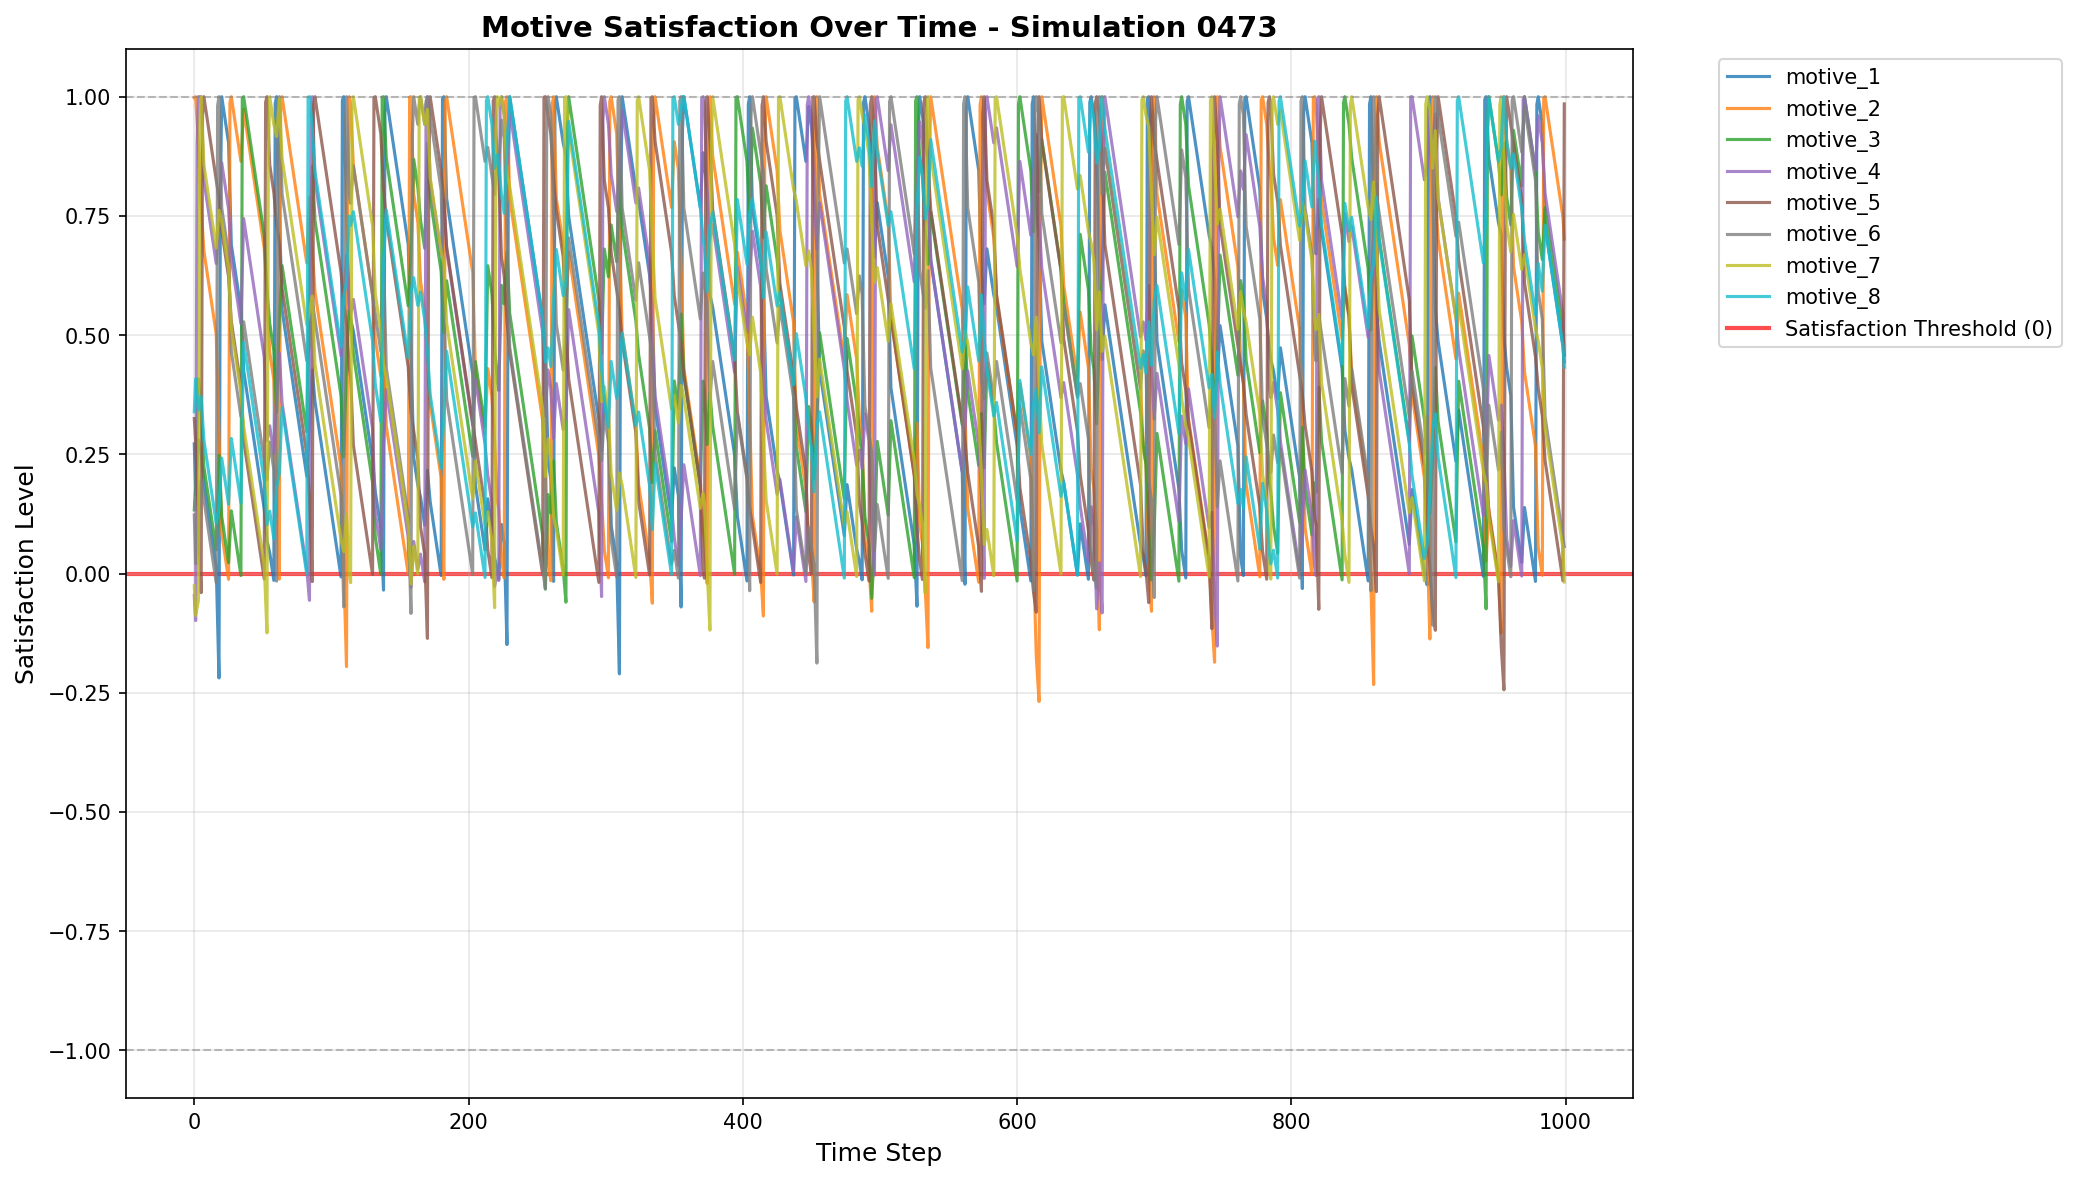 Motive Satisfaction Over Time - Simulation 0473
motive_1
motive_2
motive_3
motive_4
motive_5
motive_6
motive_7
motive_8
Satisfaction Threshold (0)
Satisfaction Level
1.00
0.75
0.50
0.25
0.00
−0.25
−0.50
−0.75
−1.00
0 200 400 600 800 1000
Time Step